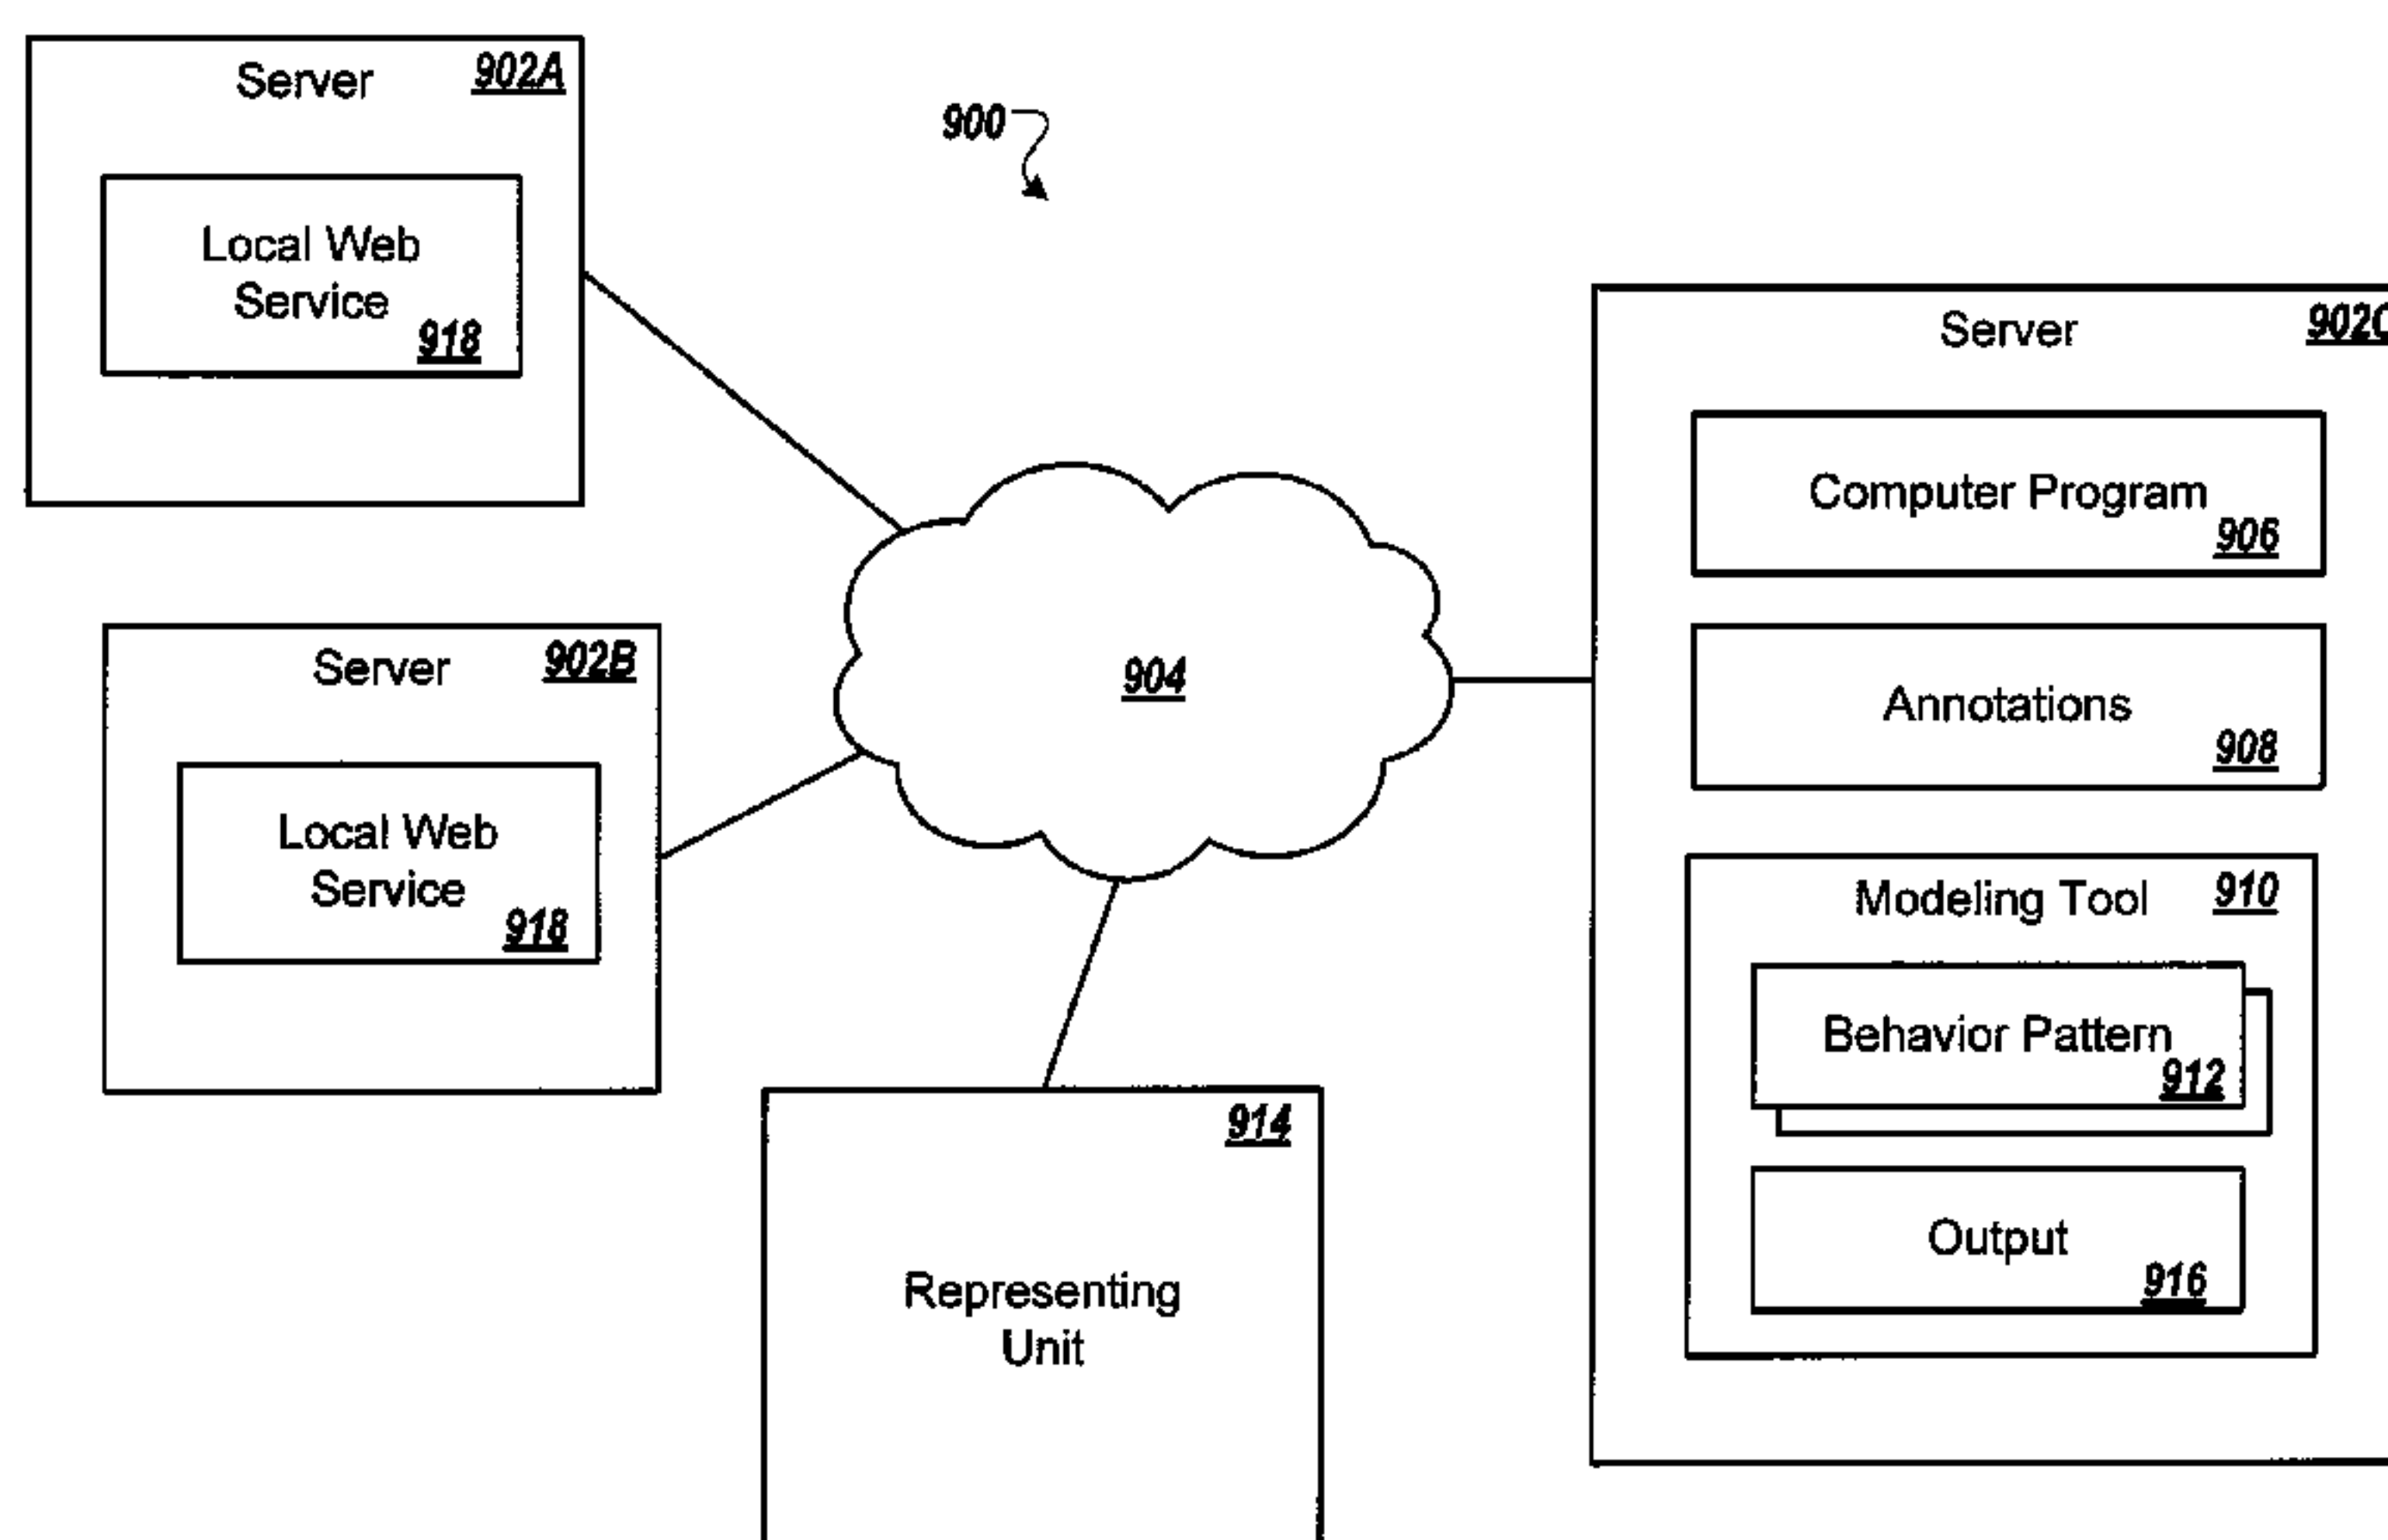 Server 902A
Local Web
Service
918
900
Server 902B
Local Web
Service
918
904
914
Representing
Unit
Server 902C
Computer Program
906
Annotations
908
Modeling Tool 910
Behavior Pattern
912
Output
916